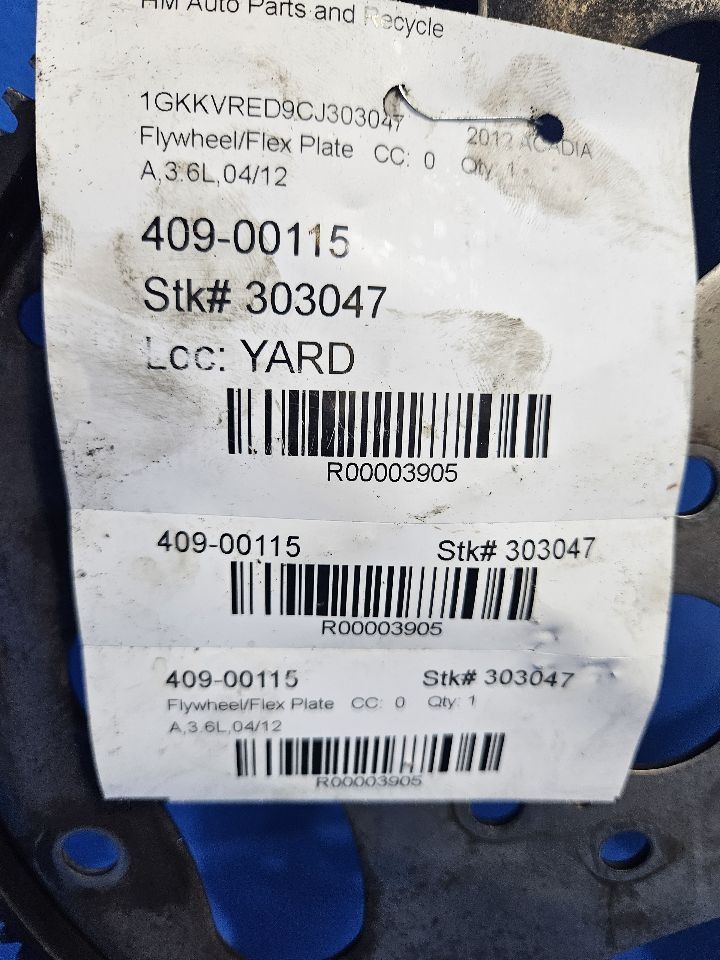 HM Auto Parts and Recycle
1GKKVRED9CJ303047 2012 ACADIA
Flywheel/Flex Plate CC: 0 Qty: 1
A,3.6L,04/12
409-00115
Stk# 303047
Loc: YARD
R00003905
409-00115 Stk# 303047
R00003905
409-00115 Stk# 303047
Flywheel/Flex Plate CC: 0 Qty: 1
A,3.6L,04/12
R00003905